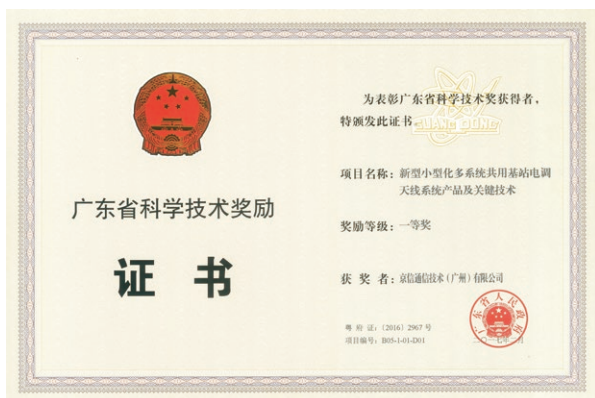 广东省科学技术奖励
证书
为表彰广东省科学技术奖获得者，
特颁发此证书。
GUANG DONG
项目名称：新型小型化多系统共用基站电调
天线系统产品及关键技术
奖励等级：一等奖
获奖者：京信通信技术（广州）有限公司
广东省人民政府
粤府证：〔2016〕2967号
项目编号：B05-1-01-D01